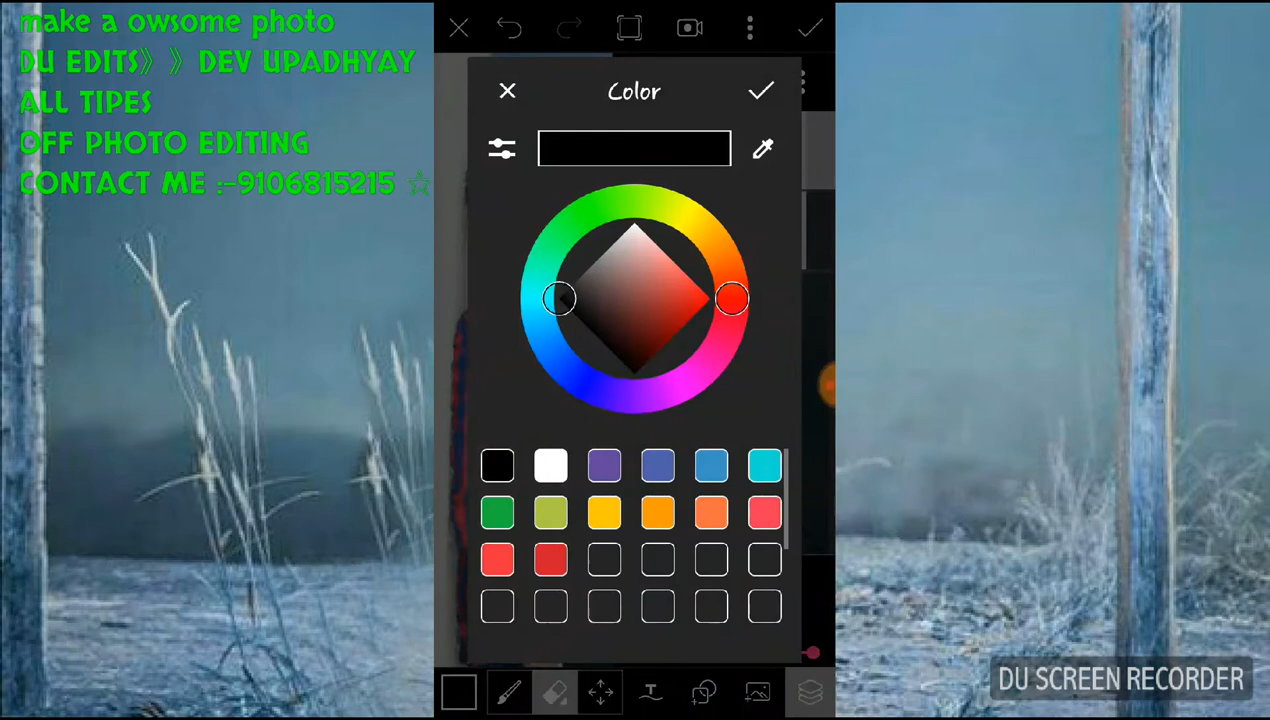 make a owsome photo
DU EDITS》》DEV UPADHYAY
ALL TIPES
OFF PHOTO EDITING
CONTACT ME :-9106815215 ☆
Color
T
DU SCREEN RECORDER